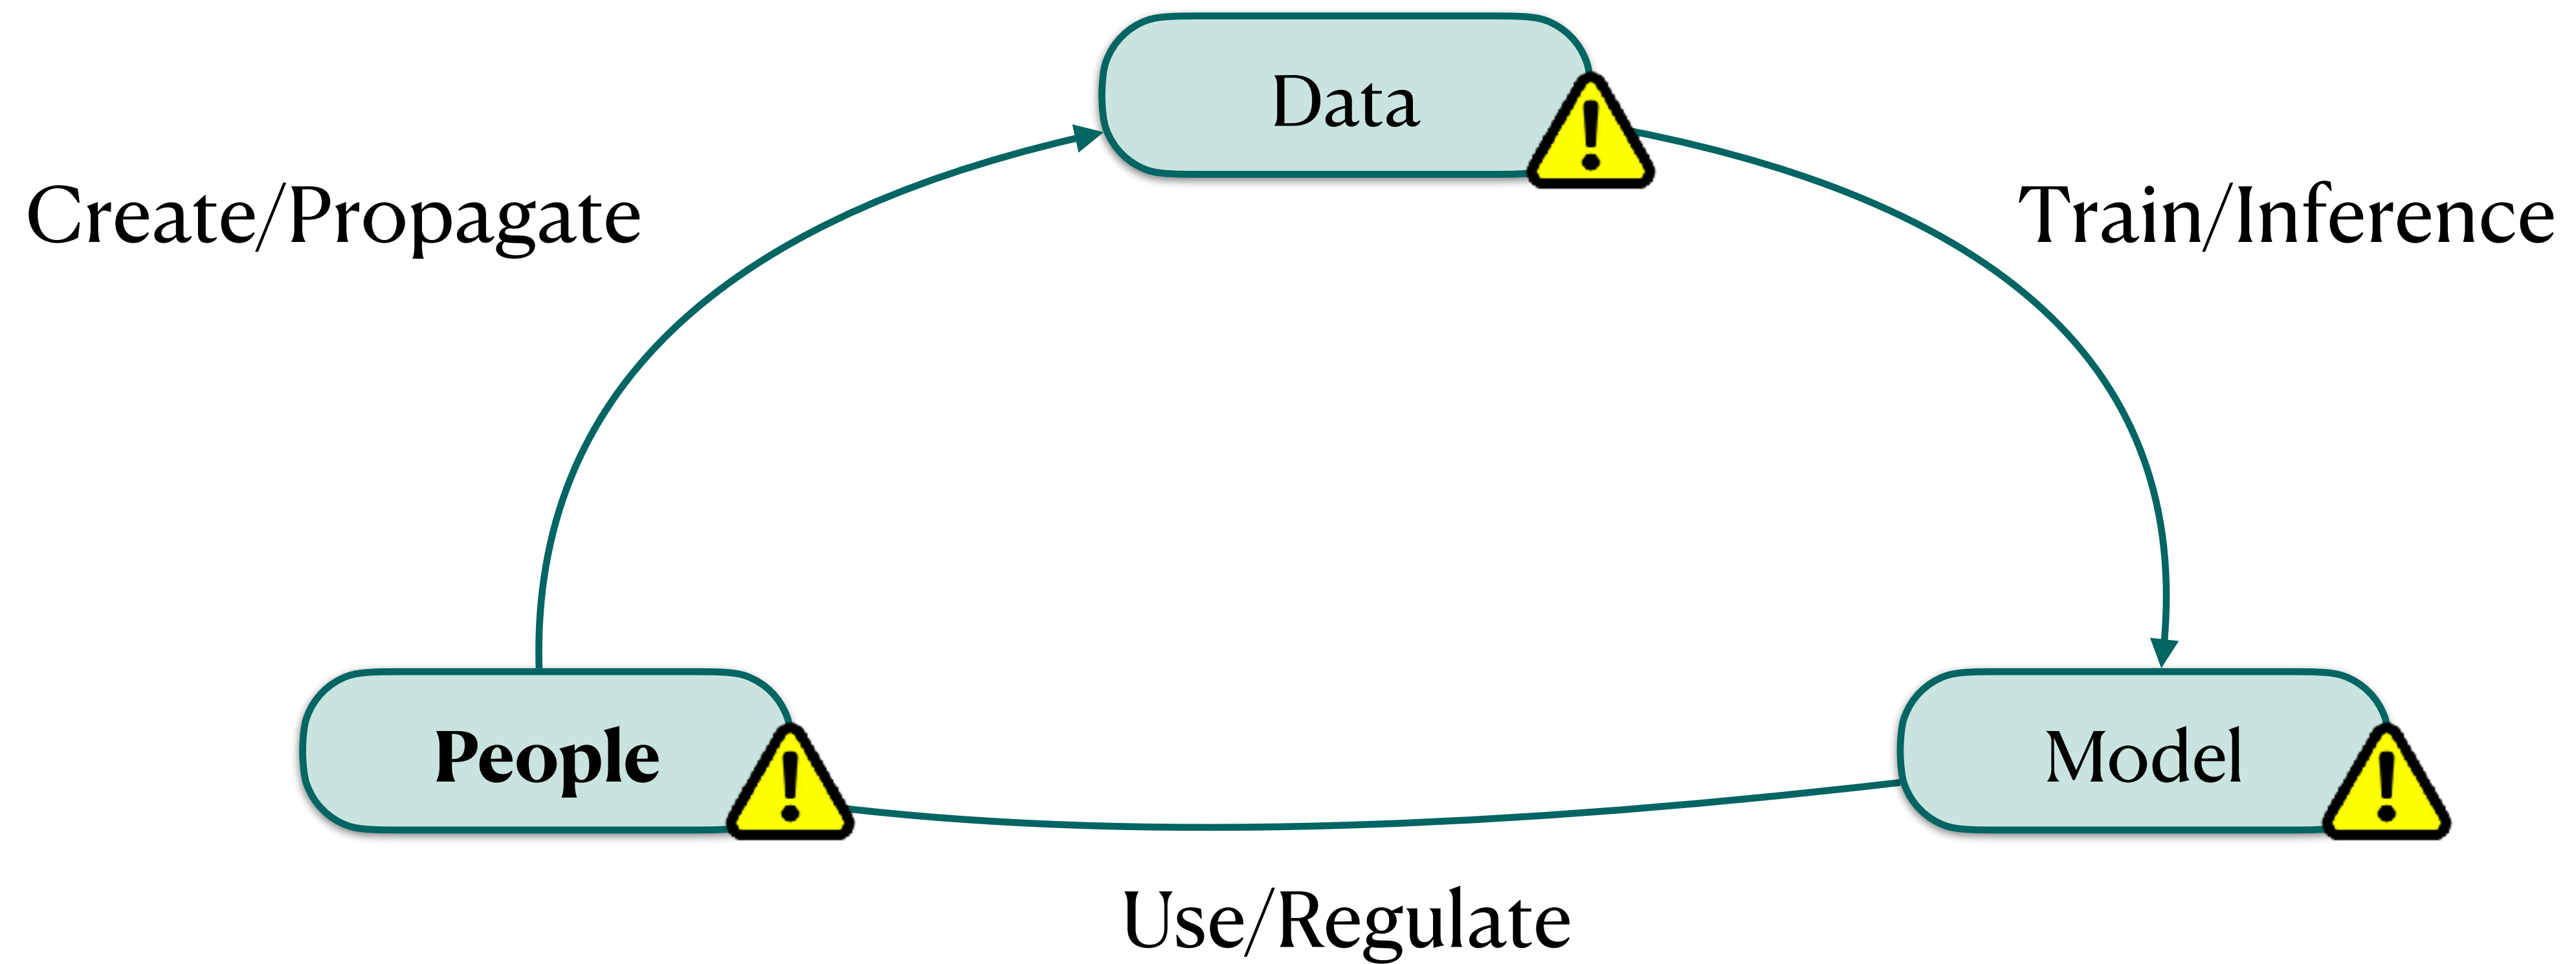 Data
Create/Propagate
Train/Inference
People
Model
Use/Regulate